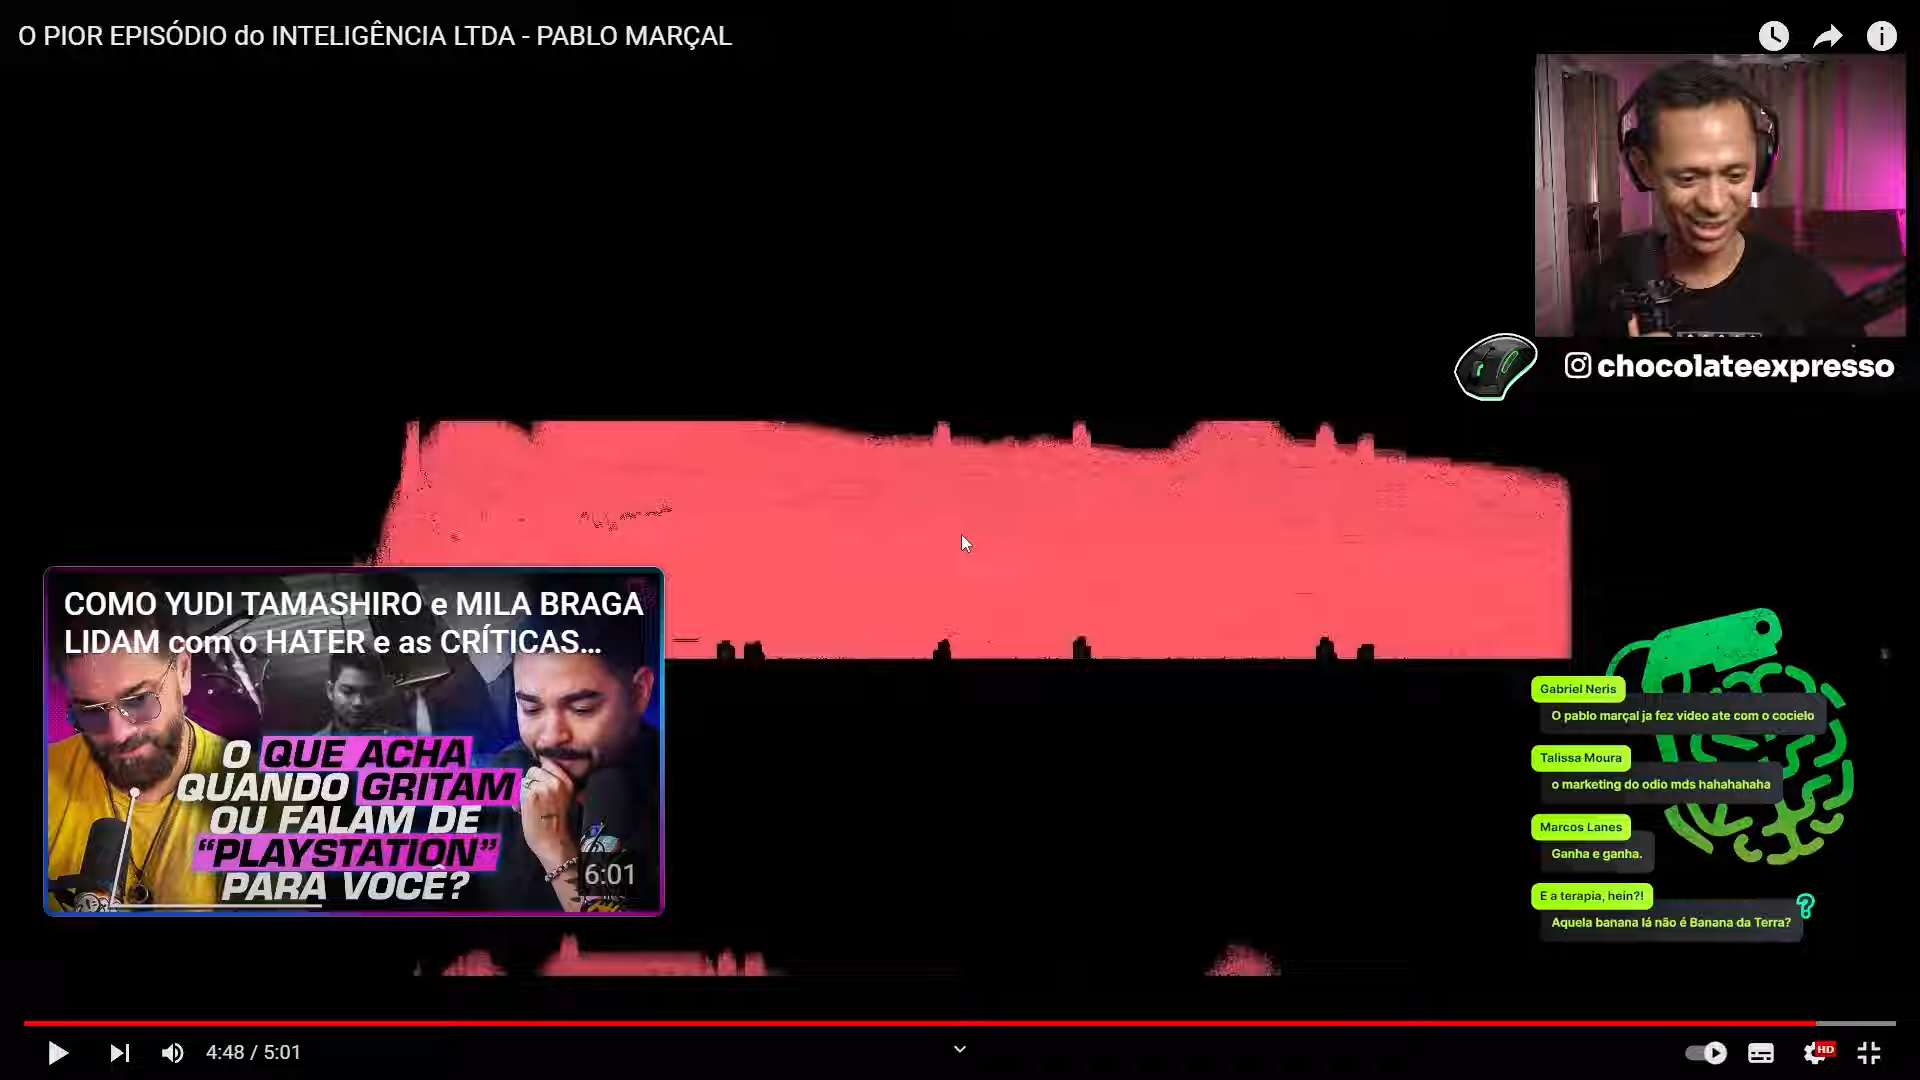 O PIOR EPISÓDIO do INTELIGÊNCIA LTDA - PABLO MARÇAL
chocolateexpresso
COMO YUDI TAMASHIRO e MILA BRAGA
LIDAM com o HATER e as CRÍTICAS...
O QUE ACHA
QUANDO GRITAM
OU FALAM DE
“PLAYSTATION”
PARA VOCÊ?
6:01
Gabriel Neris
O pablo marçal ja fez video ate com o cocielo
Talissa Moura
o marketing do odio mds hahahahaha
Marcos Lanes
Ganha e ganha.
E a terapia, hein?!
Aquela banana lá não é Banana da Terra?
4:48 / 5:01
HD